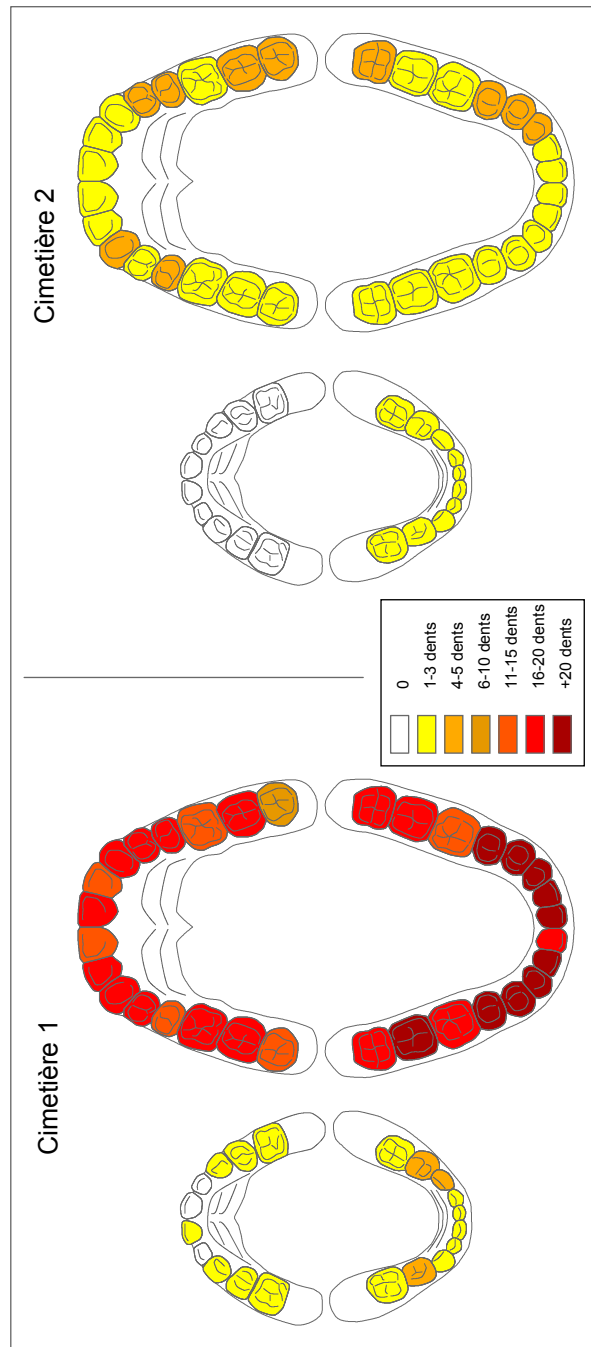 Cimetière 1
Cimetière 2
0
1-3 dents
4-5 dents
6-10 dents
11-15 dents
16-20 dents
+20 dents